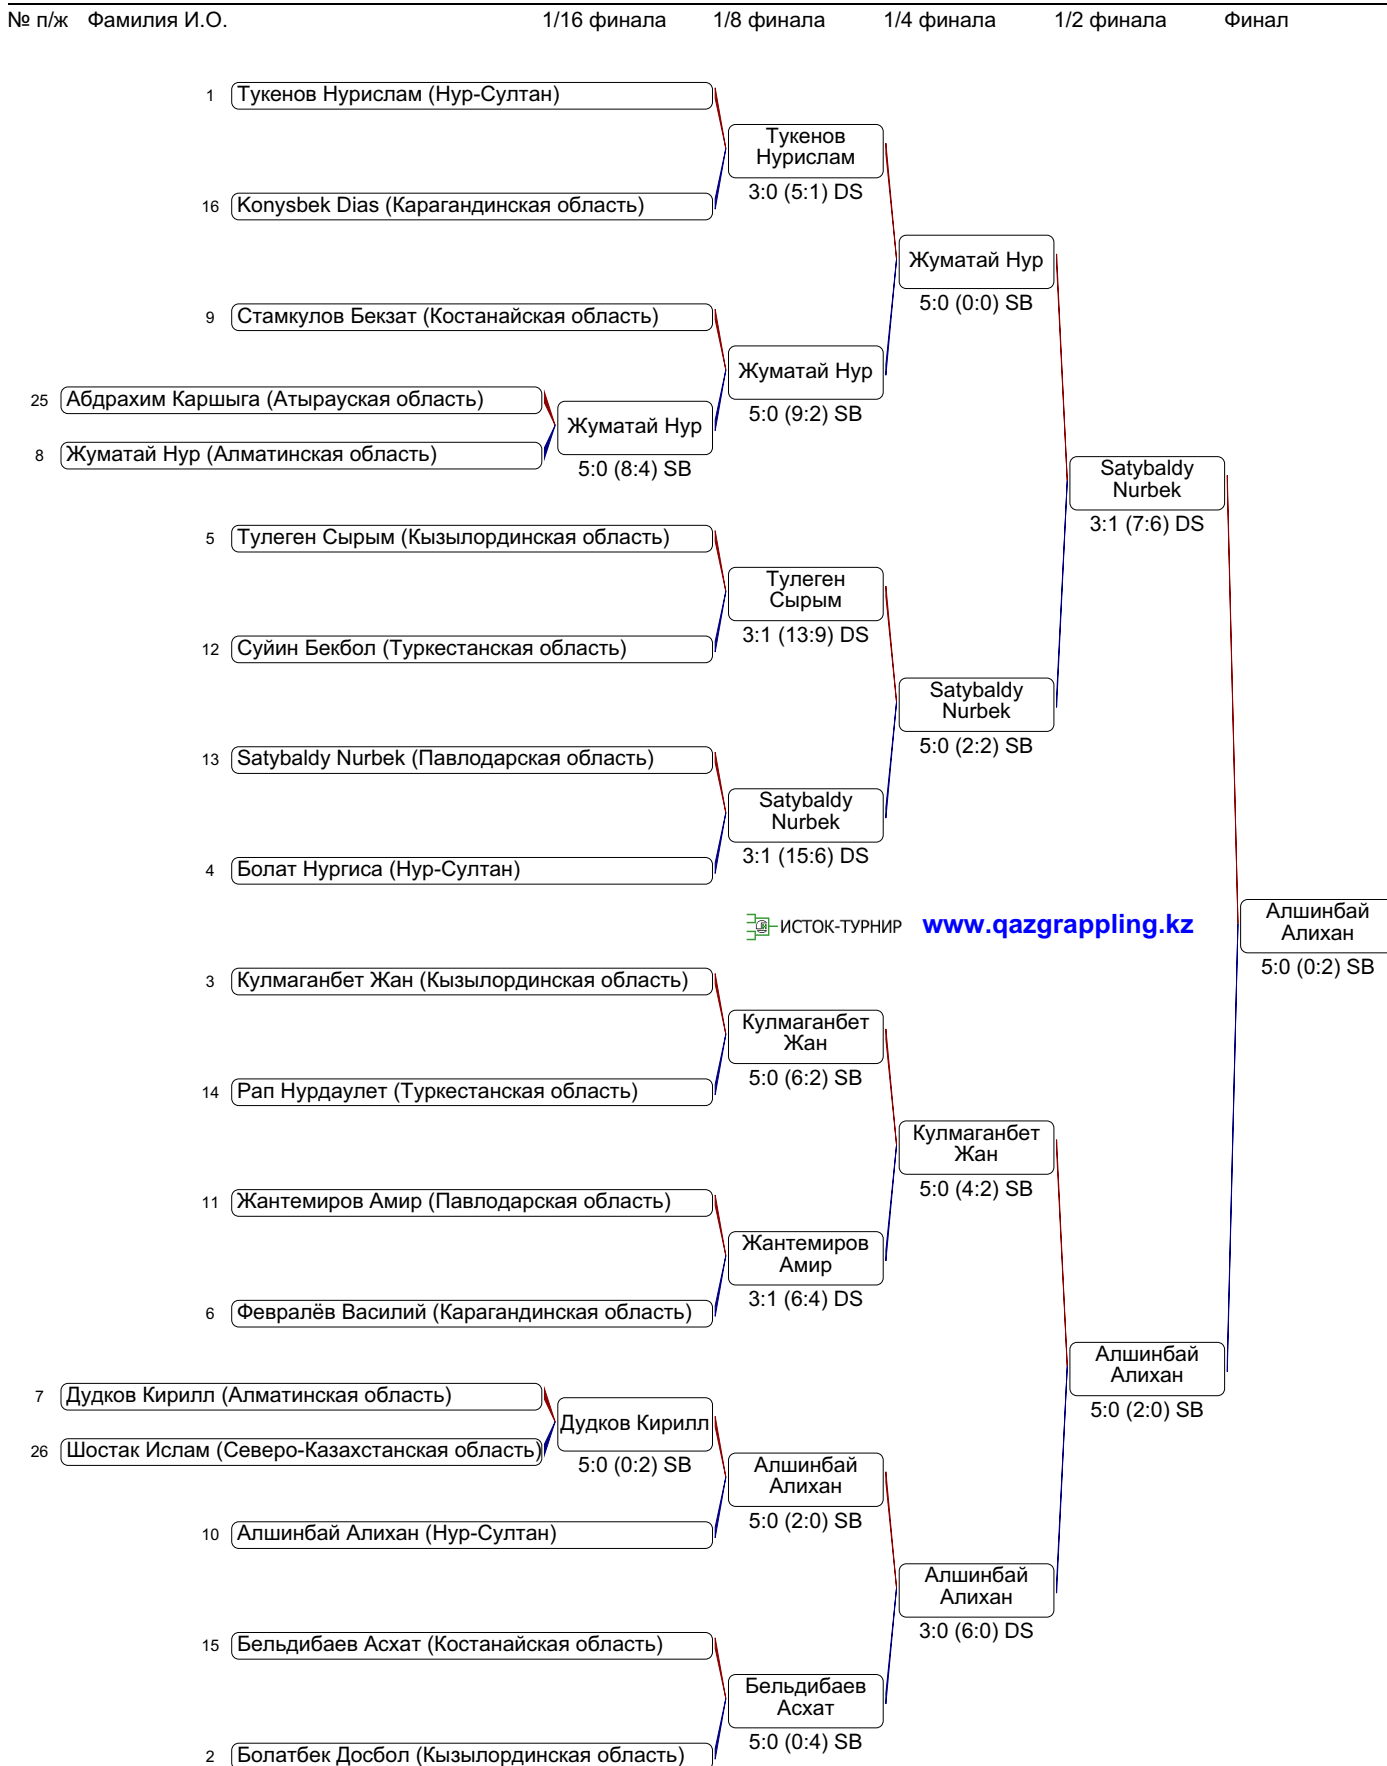 № п/ж Фамилия И.О. 1/16 финала 1/8 финала 1/4 финала 1/2 финала Финал
1 Тукенов Нурислам (Нур-Султан)
Тукенов
Нурислам
3:0 (5:1) DS
16 Konysbek Dias (Карагандинская область)
Жуматай Нур
5:0 (0:0) SB
9 Стамкулов Бекзат (Костанайская область)
Жуматай Нур
5:0 (9:2) SB
25 Абдрахим Каршыга (Атырауская область)
Жуматай Нур
5:0 (8:4) SB
8 Жуматай Нур (Алматинская область)
Satybaldy
Nurbek
3:1 (7:6) DS
5 Тулеген Сырым (Кызылординская область)
Тулеген
Сырым
3:1 (13:9) DS
12 Суйин Бекбол (Туркестанская область)
Satybaldy
Nurbek
5:0 (2:2) SB
13 Satybaldy Nurbek (Павлодарская область)
Satybaldy
Nurbek
3:1 (15:6) DS
4 Болат Нургиса (Нур-Султан)
ИСТОК-ТУРНИР www.qazgrappling.kz
Алшинбай
Алихан
5:0 (0:2) SB
3 Кулмаганбет Жан (Кызылординская область)
Кулмаганбет
Жан
5:0 (6:2) SB
14 Рап Нурдаулет (Туркестанская область)
Кулмаганбет
Жан
5:0 (4:2) SB
11 Жантемиров Амир (Павлодарская область)
Жантемиров
Амир
3:1 (6:4) DS
6 Февралёв Василий (Карагандинская область)
Алшинбай
Алихан
5:0 (2:0) SB
7 Дудков Кирилл (Алматинская область)
Дудков Кирилл
5:0 (0:2) SB
26 Шостак Ислам (Северо-Казахстанская область)
Алшинбай
Алихан
5:0 (2:0) SB
10 Алшинбай Алихан (Нур-Султан)
Алшинбай
Алихан
3:0 (6:0) DS
15 Бельдибаев Асхат (Костанайская область)
Бельдибаев
Асхат
5:0 (0:4) SB
2 Болатбек Досбол (Кызылординская область)